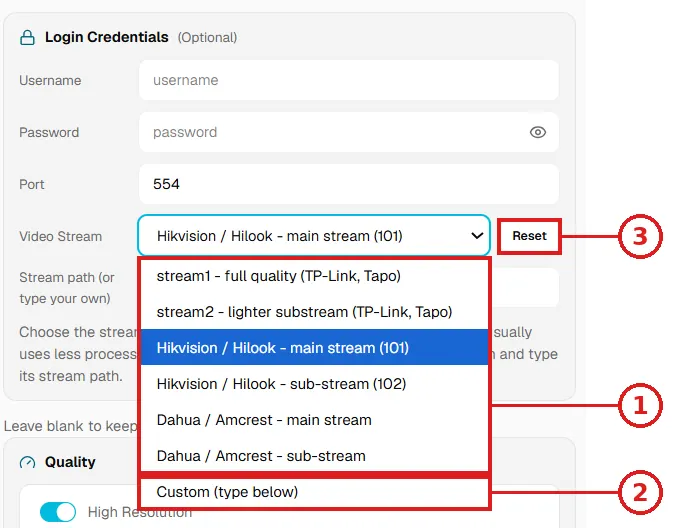 Login Credentials (Optional)
Username
username
Password
password
Port
554
Video Stream
Hikvision / Hilook - main stream (101)
Reset
3
Stream path (or
type your own)
stream1 - full quality (TP-Link, Tapo)
stream2 - lighter substream (TP-Link, Tapo)
Hikvision / Hilook - main stream (101)
Hikvision / Hilook - sub-stream (102)
Dahua / Amcrest - main stream
Dahua / Amcrest - sub-stream
1
Custom (type below)
2
Choose the strea
sually
uses less proces
n and type
its stream path.
Leave blank to keep
Quality
High Resolution